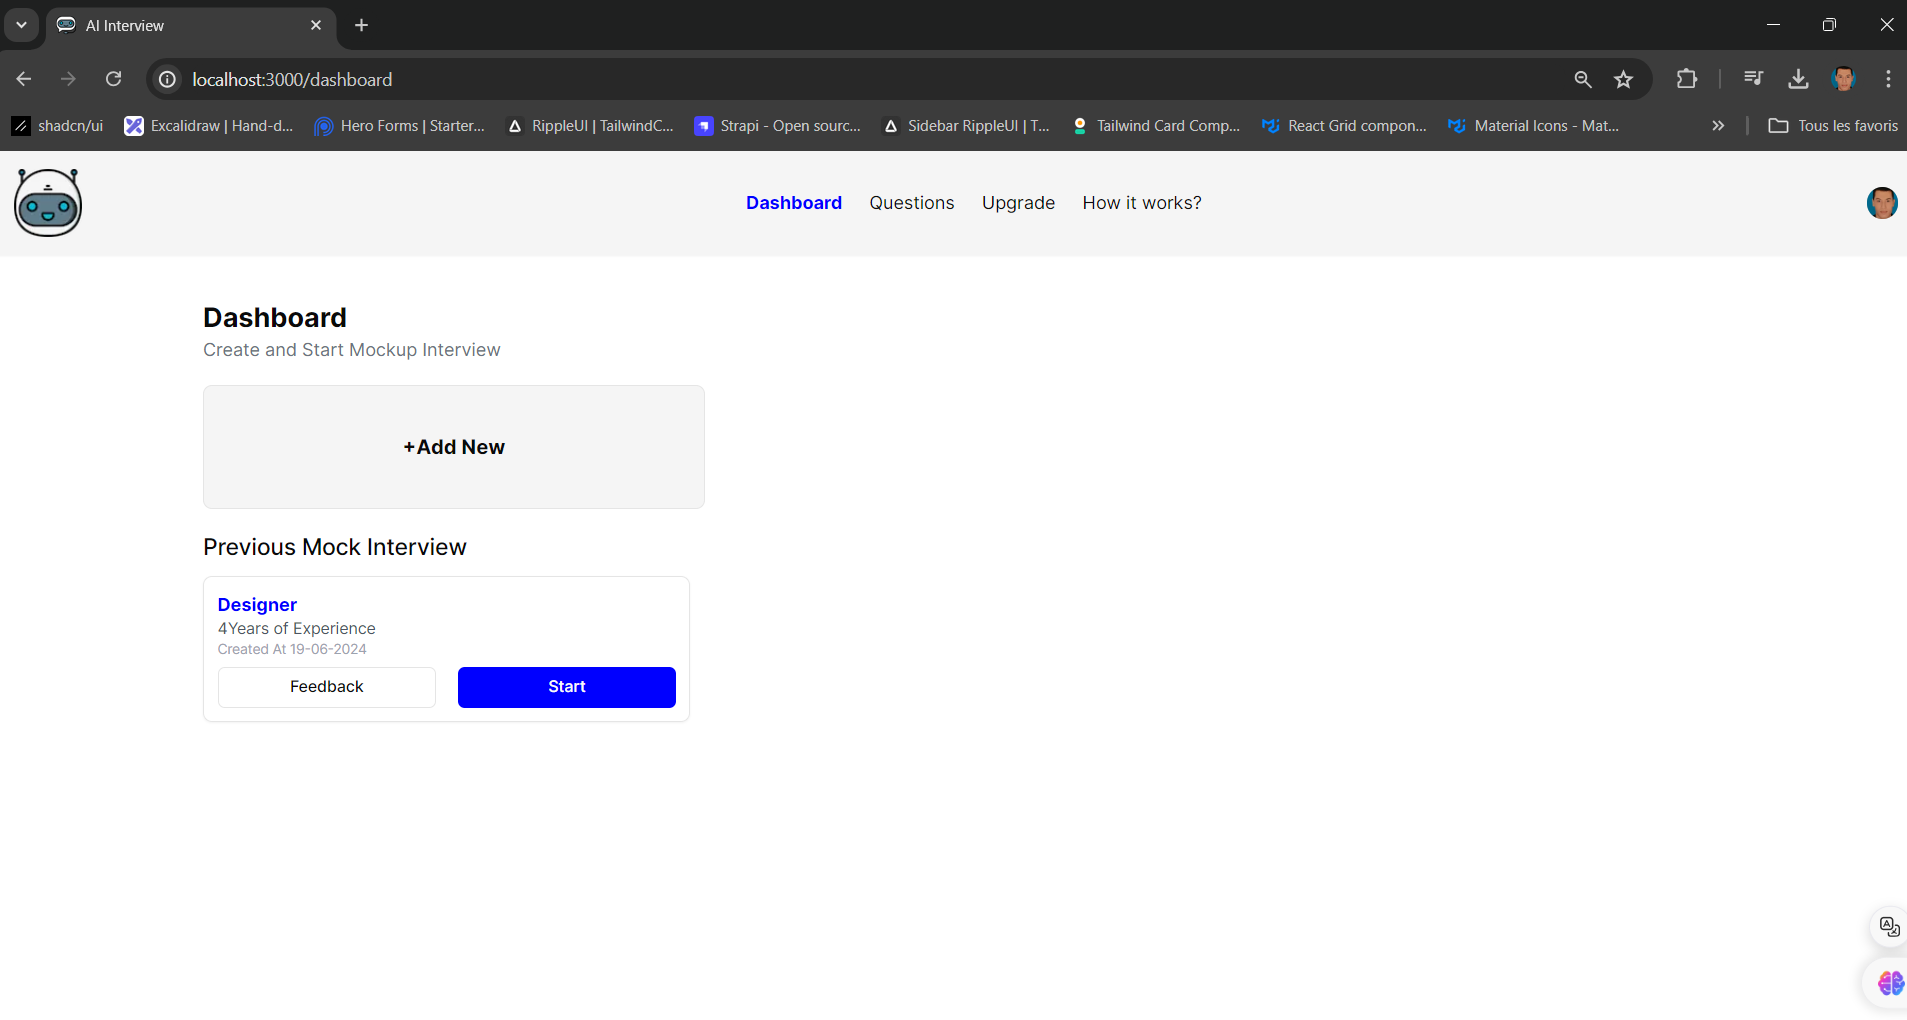 AI Interview
localhost:3000/dashboard
shadcn/ui
Excalidraw | Hand-d...
Hero Forms | Starter...
RippleUI | TailwindC...
Strapi - Open sourc...
Sidebar RippleUI | T...
Tailwind Card Comp...
React Grid compon...
Material Icons - Mat...
Tous les favoris
Dashboard
Questions
Upgrade
How it works?
Dashboard
Create and Start Mockup Interview
+Add New
Previous Mock Interview
Designer
4Years of Experience
Created At 19-06-2024
Feedback
Start